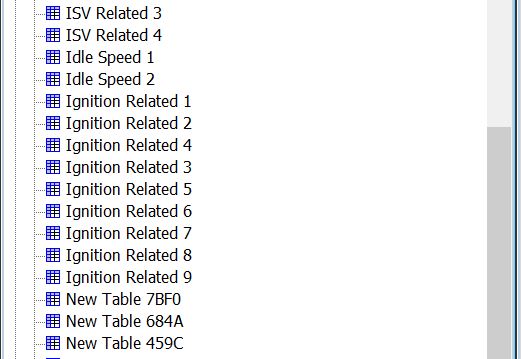 ISV Related 3
ISV Related 4
Idle Speed 1
Idle Speed 2
Ignition Related 1
Ignition Related 2
Ignition Related 4
Ignition Related 3
Ignition Related 5
Ignition Related 6
Ignition Related 7
Ignition Related 8
Ignition Related 9
New Table 7BF0
New Table 684A
New Table 459C